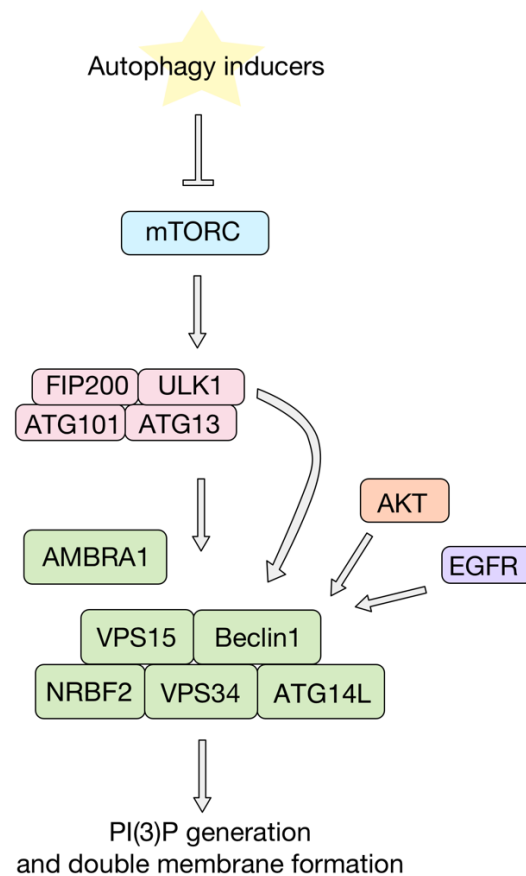 Autophagy inducers
mTORC
FIP200 ULK1
ATG101 ATG13
AKT
AMBRA1
EGFR
VPS15 Beclin1
NRBF2 VPS34 ATG14L
PI(3)P generation
and double membrane formation